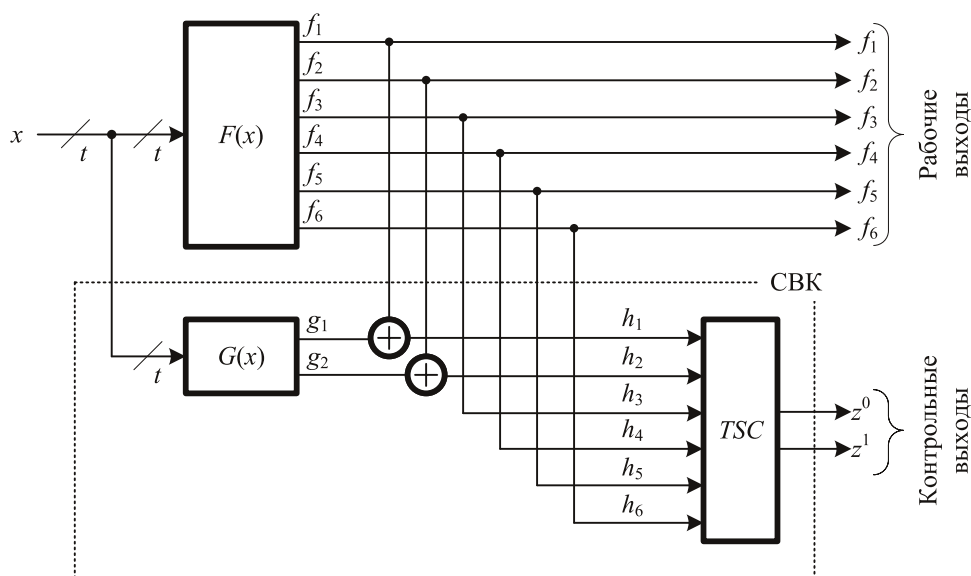 f₁
f₂
f₃
f₄
f₅
f₆
x
t
t
F(x)
f₁
f₂
f₃
f₄
f₅
f₆
Рабочие
выходы
СВК
t
G(x)
g₁
g₂
h₁
h₂
h₃
h₄
h₅
h₆
TSC
z⁰
z¹
Контрольные
выходы